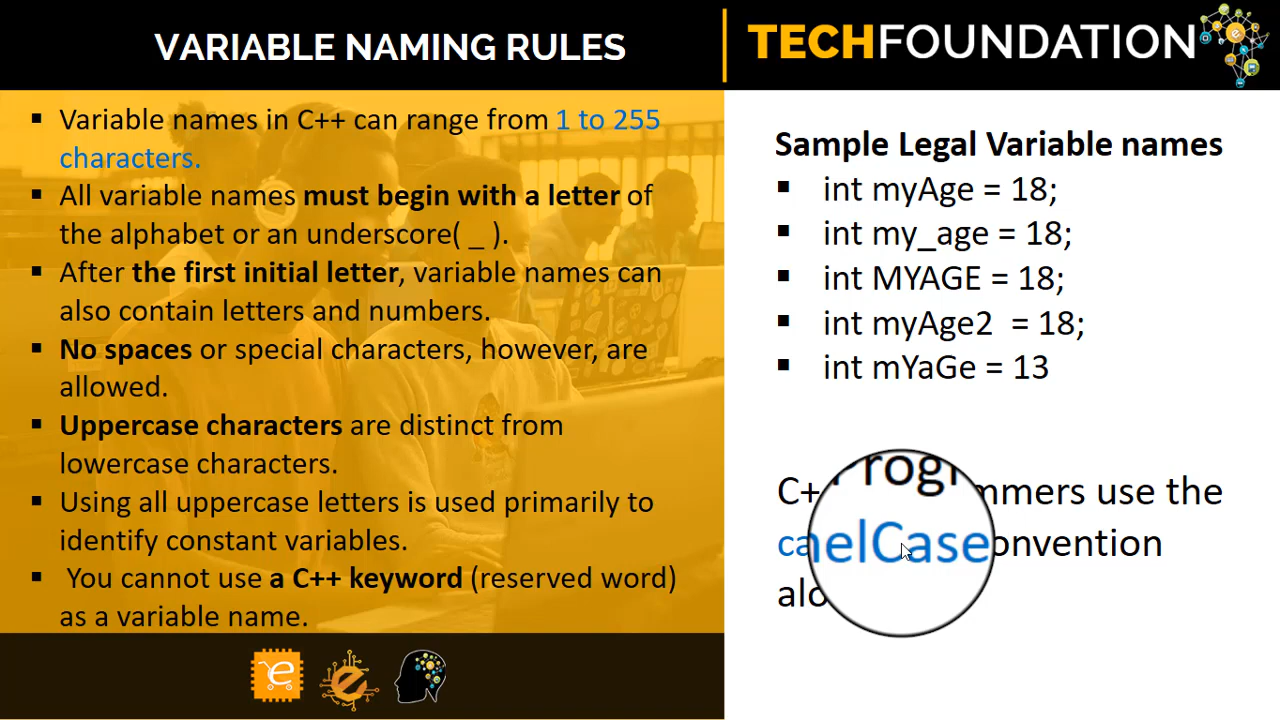 VARIABLE NAMING RULES
TECHFOUNDATION
▪ Variable names in C++ can range from 1 to 255
characters.
▪ All variable names must begin with a letter of
the alphabet or an underscore( _ ).
▪ After the first initial letter, variable names can
also contain letters and numbers.
▪ No spaces or special characters, however, are
allowed.
▪ Uppercase characters are distinct from
lowercase characters.
▪ Using all uppercase letters is used primarily to
identify constant variables.
▪ You cannot use a C++ keyword (reserved word)
as a variable name.
Sample Legal Variable names
▪ int myAge = 18;
▪ int my_age = 18;
▪ int MYAGE = 18;
▪ int myAge2 = 18;
▪ int mYaGe = 13
use the